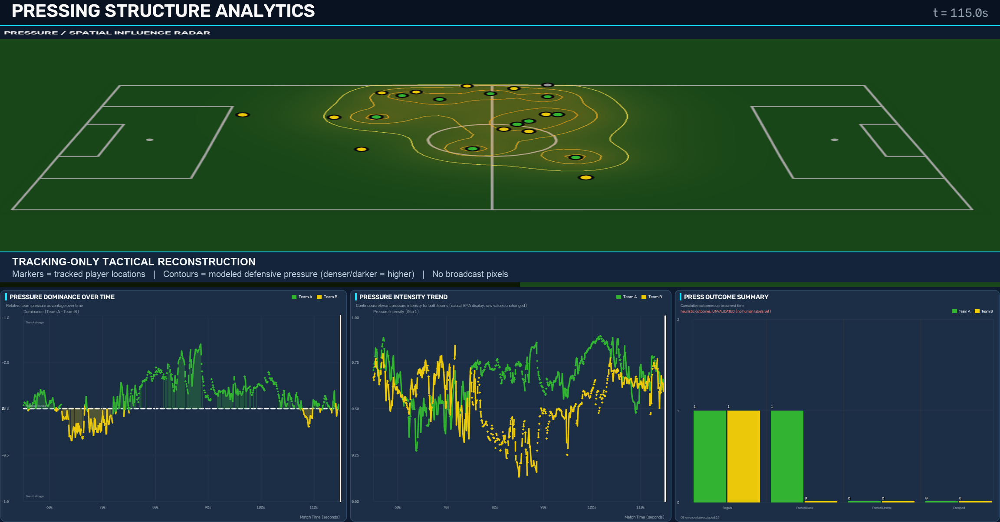 PRESSING STRUCTURE ANALYTICS
t = 115.0s
PRESSURE / SPATIAL INFLUENCE RADAR
TRACKING-ONLY TACTICAL RECONSTRUCTION
Markers = tracked player locations | Contours = modeled defensive pressure (denser/darker = higher) | No broadcast pixels
PRESSURE DOMINANCE OVER TIME
Team A
Team B
Relative team pressure advantage over time
Dominance (Team A - Team B)
+1.0
Team A stronger
+0.5
0.0
Neutral
-0.5
Team B stronger
-1.0
60s 70s 80s 90s 100s 110s
Match Time (seconds)
PRESSURE INTENSITY TREND
Team A
Team B
Continuous relevant pressure intensity for both teams (causal EMA display, raw values unchanged)
Pressure Intensity (0 to 1)
1.00
0.75
0.50
0.25
0.00
60s 70s 80s 90s 100s 110s
Match Time (seconds)
PRESS OUTCOME SUMMARY
Cumulative outcomes up to current time
heuristic outcomes, UNVALIDATED (no human labels yet)
Team A
Team B
2
1
0
1 1 1 0 0 0 0 0
Regain Forced Back Forced Lateral Escaped
Other/uncertain excluded: 15